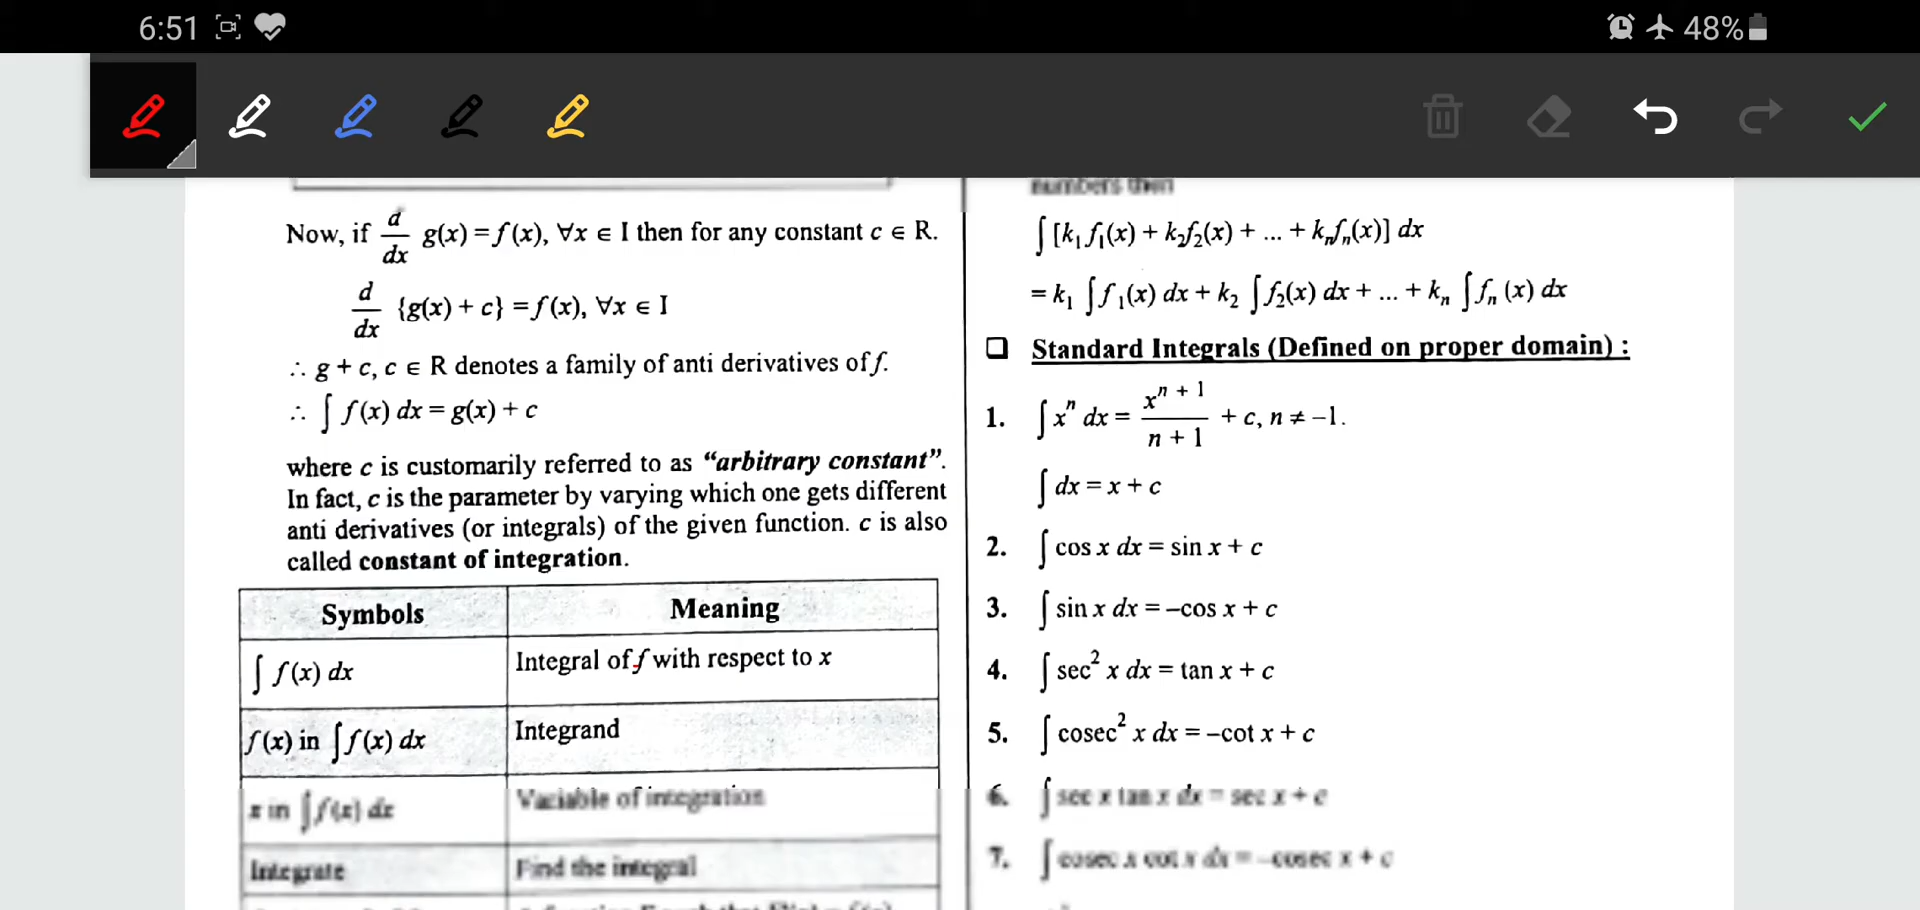 6:51
48%
numbers then
Now, if d/dx g(x) = f(x), ∀x ∈ I then for any constant c ∈ R.
d/dx {g(x) + c} = f(x), ∀x ∈ I
∴ g + c, c ∈ R denotes a family of anti derivatives of f.
∴ ∫ f(x) dx = g(x) + c
where c is customarily referred to as “arbitrary constant”.
In fact, c is the parameter by varying which one gets different
anti derivatives (or integrals) of the given function. c is also
called constant of integration.
Symbols Meaning
∫ f(x) dx Integral of f with respect to x
f(x) in ∫ f(x) dx Integrand
x in ∫ f(x) dx Variable of integration
Integrate Find the integral
∫ [k₁ f₁(x) + k₂f₂(x) + ... + kₙfₙ(x)] dx
= k₁ ∫ f₁(x) dx + k₂ ∫ f₂(x) dx + ... + kₙ ∫ fₙ (x) dx
❑ Standard Integrals (Defined on proper domain) :
1. ∫ xⁿ dx = xⁿ⁺¹/n + 1 + c, n ≠ –1.
∫ dx = x + c
2. ∫ cos x dx = sin x + c
3. ∫ sin x dx = –cos x + c
4. ∫ sec² x dx = tan x + c
5. ∫ cosec² x dx = –cot x + c
6. ∫ sec x tan x dx = sec x + c
7. ∫ cosec x cot x dx = –cosec x + c